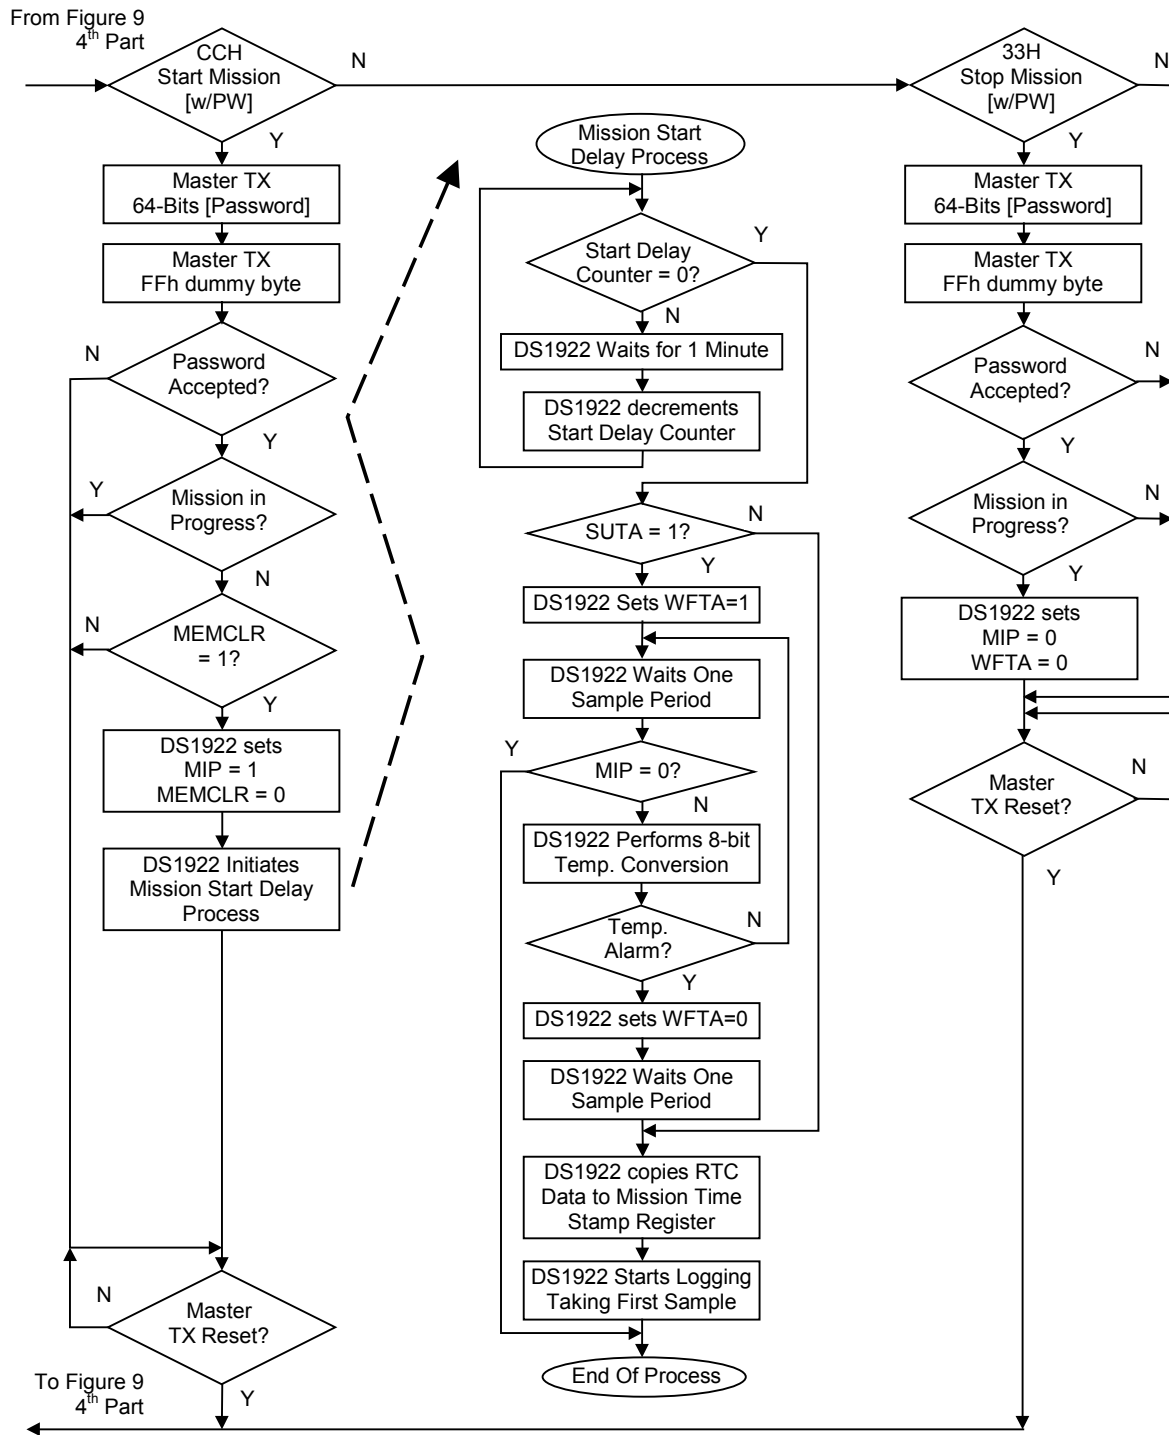 From Figure 9
4th Part
CCH
Start Mission
[w/PW]
N
Y
Master TX
64-Bits [Password]
Master TX
FFh dummy byte
N
Password
Accepted?
Y
Y
Mission in
Progress?
N
N
MEMCLR
= 1?
Y
DS1922 sets
MIP = 1
MEMCLR = 0
DS1922 Initiates
Mission Start Delay
Process
N
Master
TX Reset?
Y
To Figure 9
4th Part
Mission Start
Delay Process
Start Delay
Counter = 0?
Y
N
DS1922 Waits for 1 Minute
DS1922 decrements
Start Delay Counter
SUTA = 1?
N
Y
DS1922 Sets WFTA=1
DS1922 Waits One
Sample Period
Y
MIP = 0?
N
DS1922 Performs 8-bit
Temp. Conversion
Temp.
Alarm?
N
Y
DS1922 sets WFTA=0
DS1922 Waits One
Sample Period
DS1922 copies RTC
Data to Mission Time
Stamp Register
DS1922 Starts Logging
Taking First Sample
End Of Process
33H
Stop Mission
[w/PW]
N
Y
Master TX
64-Bits [Password]
Master TX
FFh dummy byte
Password
Accepted?
N
Y
Mission in
Progress?
N
Y
DS1922 sets
MIP = 0
WFTA = 0
Master
TX Reset?
N
Y